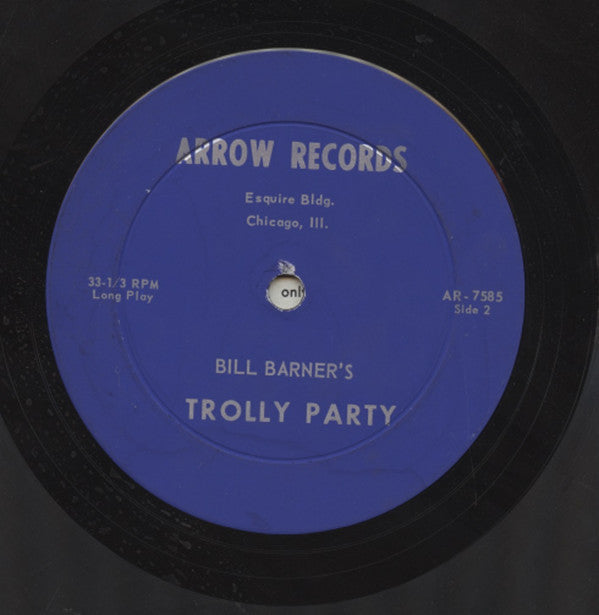 ARROW RECORDS
Esquire Bldg.
Chicago, Ill.
33-1/3 RPM
Long Play
only
AR-7585
Side 2
BILL BARNER'S
TROLLY PARTY